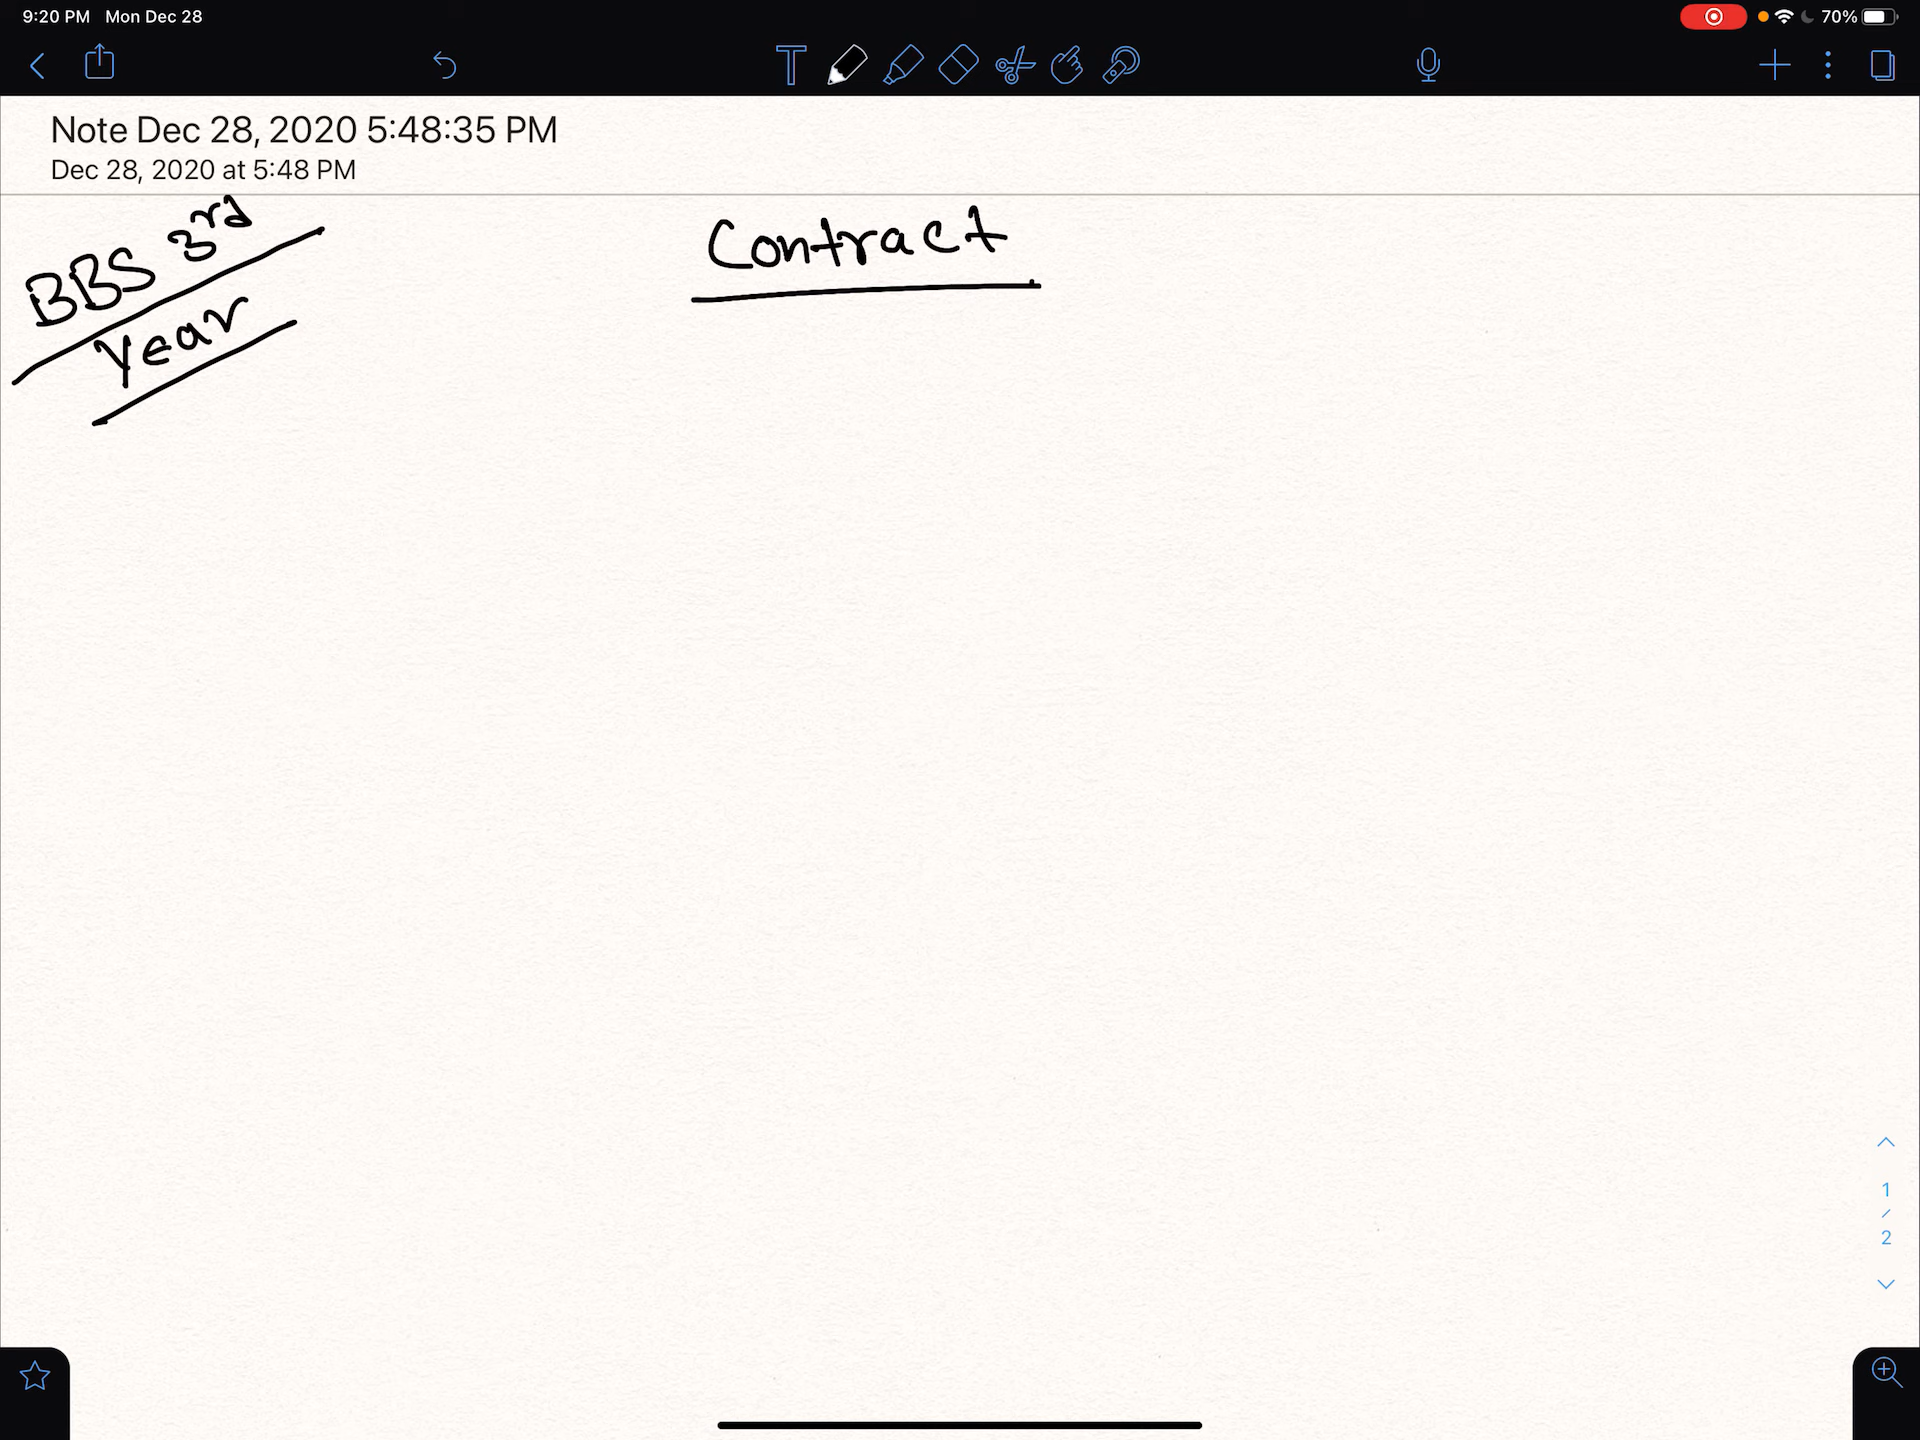 9:20 PM Mon Dec 28
70%
Note Dec 28, 2020 5:48:35 PM
Dec 28, 2020 at 5:48 PM
BBS 3rd
Year
Contract
1
/
2